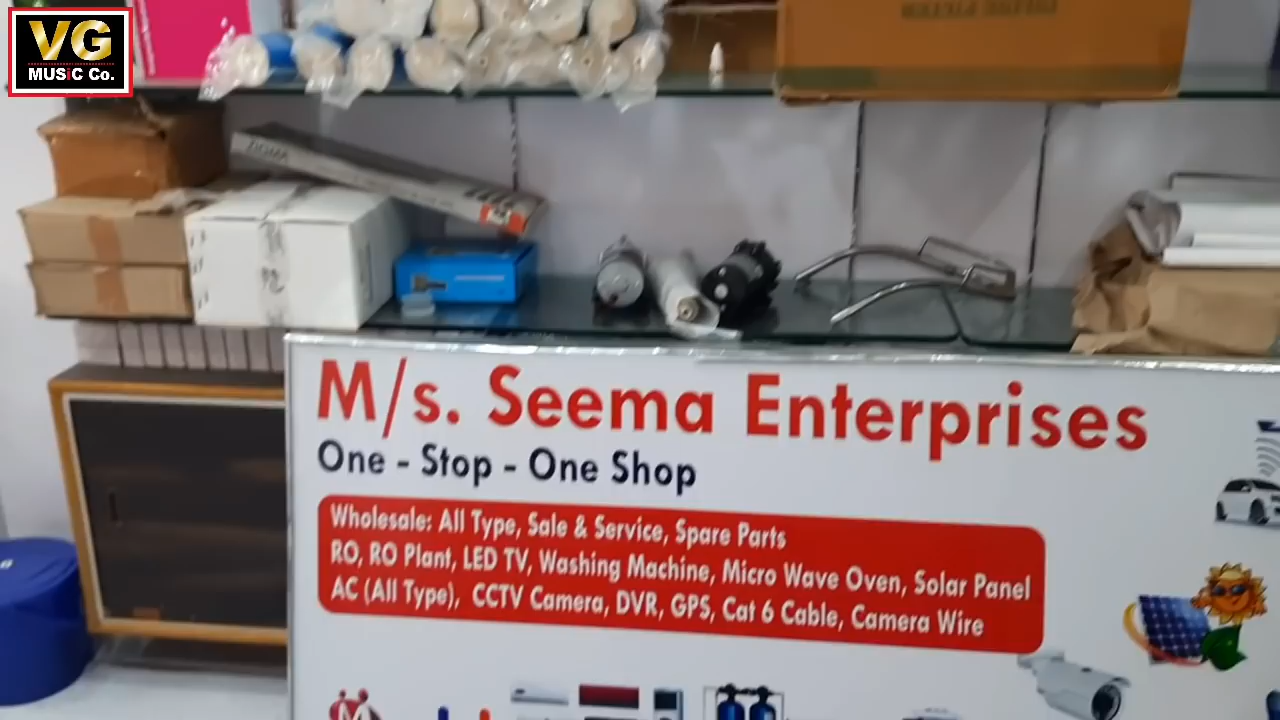 VG
MUSIC Co.
ZIGMA
M/s. Seema Enterprises
One - Stop - One Shop
Wholesale: All Type, Sale & Service, Spare Parts
RO, RO Plant, LED TV, Washing Machine, Micro Wave Oven, Solar Panel
AC (All Type), CCTV Camera, DVR, GPS, Cat 6 Cable, Camera Wire